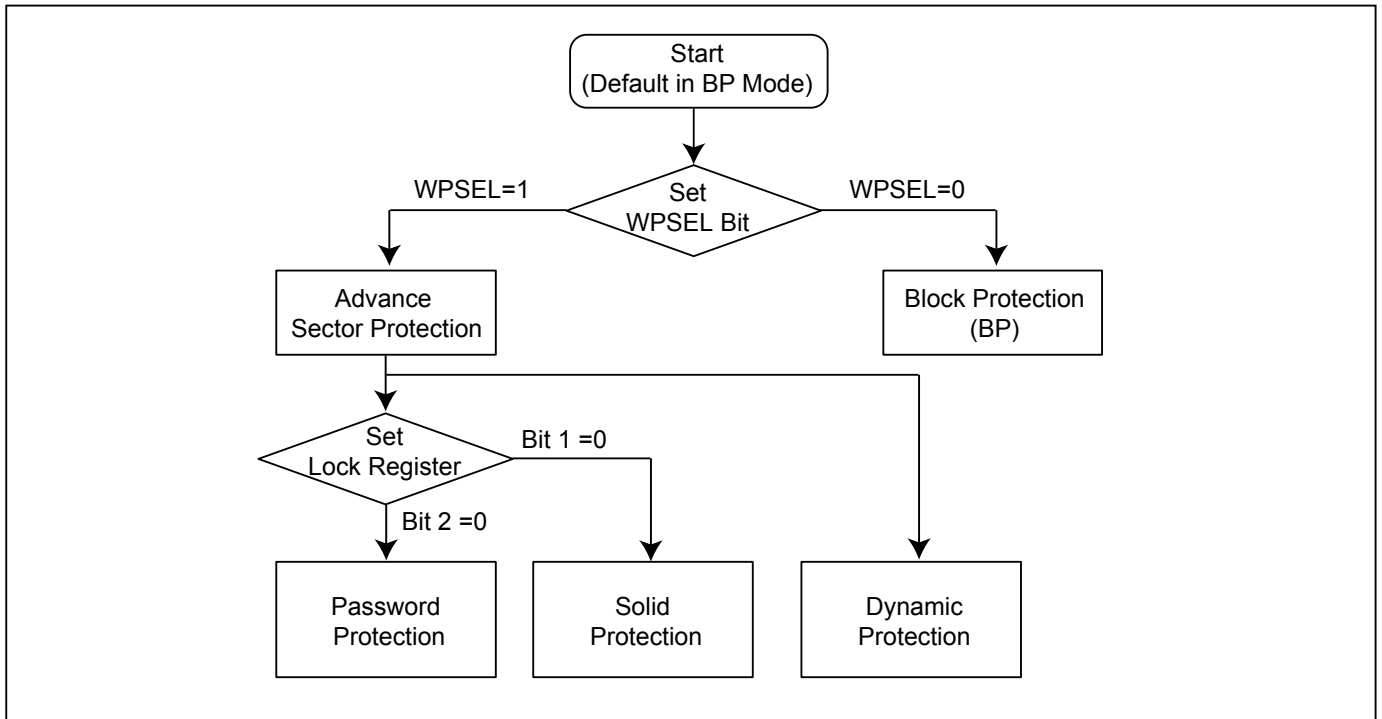 Start
(Default in BP Mode)
WPSEL=1
Set
WPSEL Bit
WPSEL=0
Advance
Sector Protection
Block Protection
(BP)
Set
Lock Register
Bit 1 =0
Bit 2 =0
Password
Protection
Solid
Protection
Dynamic
Protection